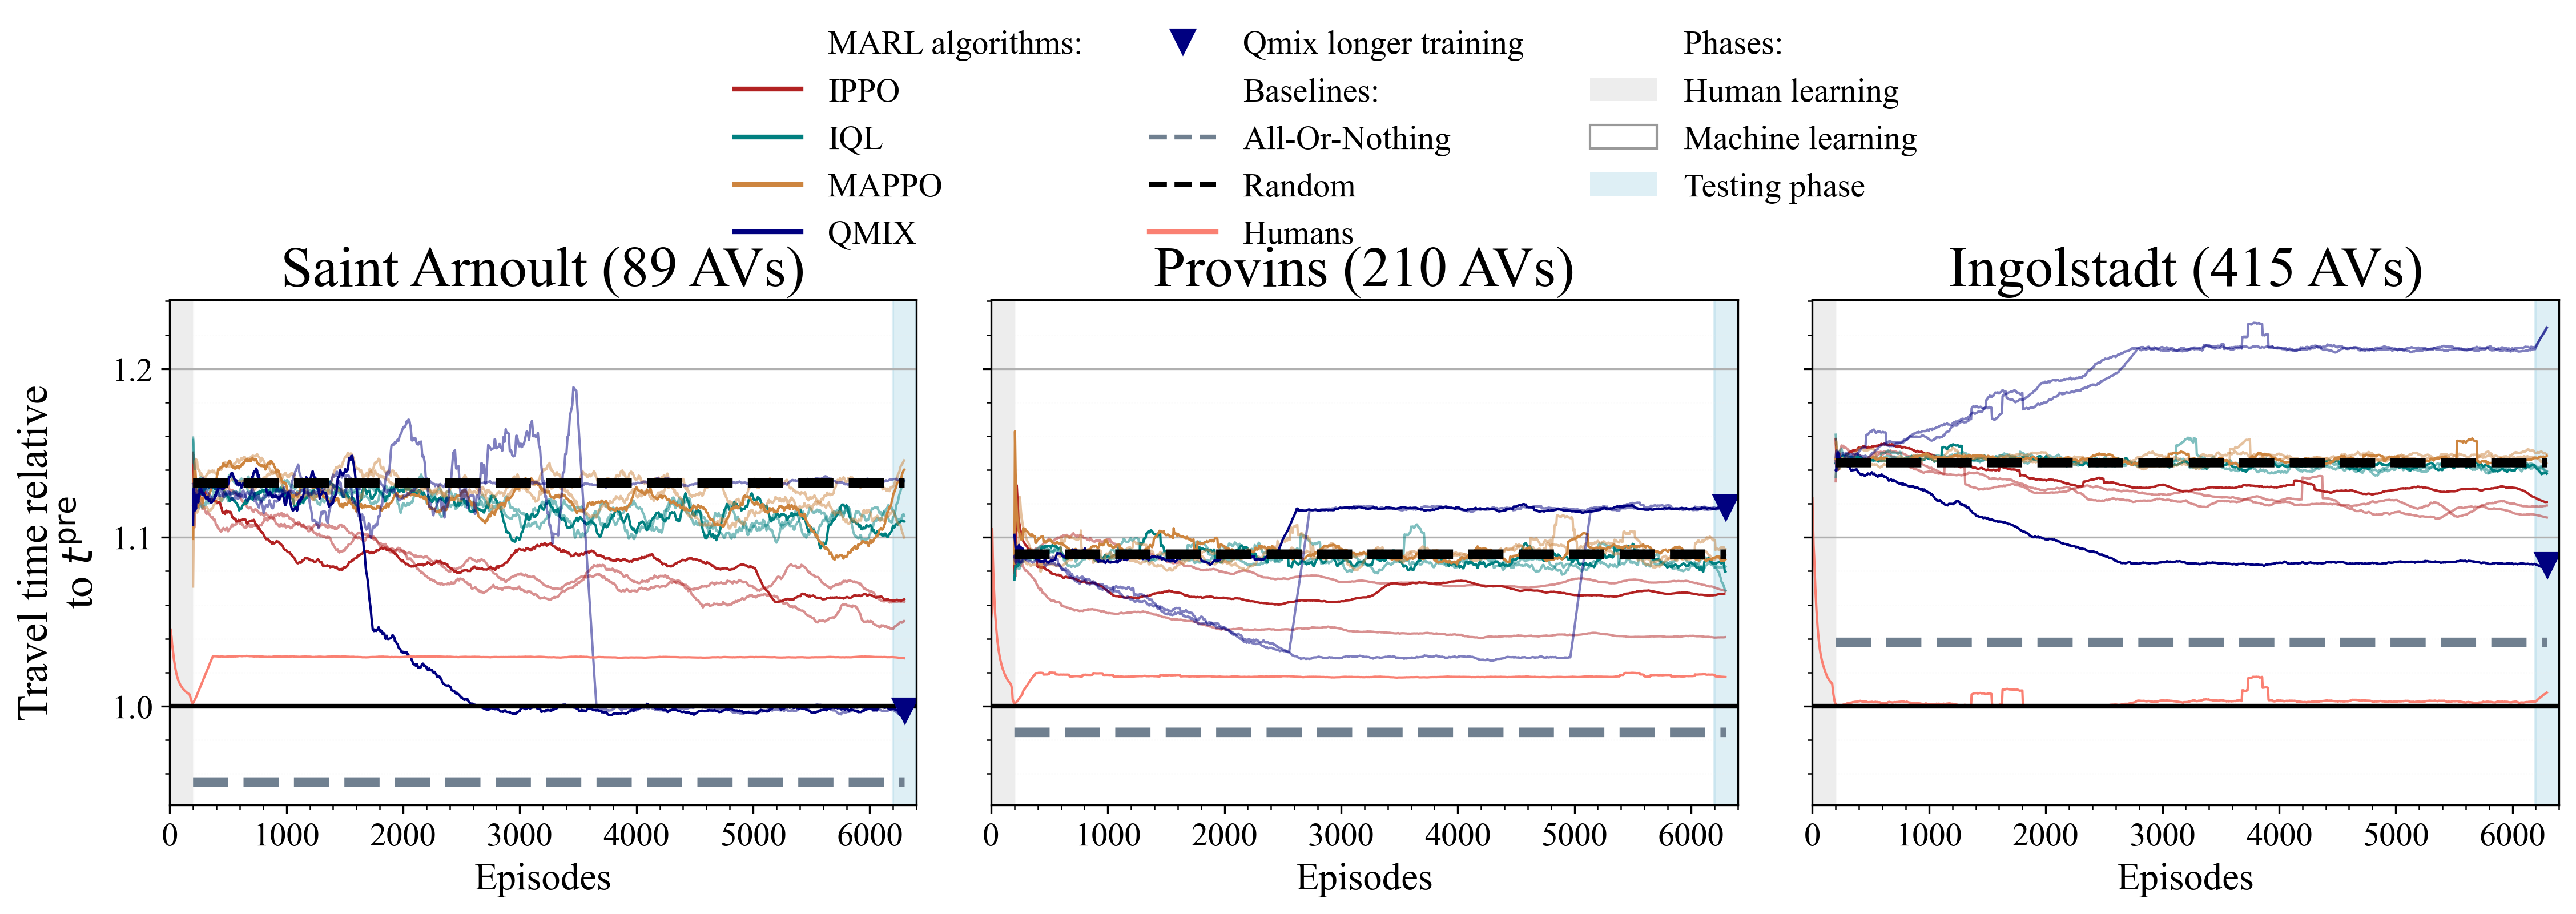 MARL algorithms:
IPPO
IQL
MAPPO
QMIX
Qmix longer training
Baselines:
All-Or-Nothing
Random
Humans
Phases:
Human learning
Machine learning
Testing phase
Saint Arnoult (89 AVs)
Provins (210 AVs)
Ingolstadt (415 AVs)
Travel time relative
to t^pre
1.2
1.1
1.0
0 1000 2000 3000 4000 5000 6000
0 1000 2000 3000 4000 5000 6000
0 1000 2000 3000 4000 5000 6000
Episodes
Episodes
Episodes